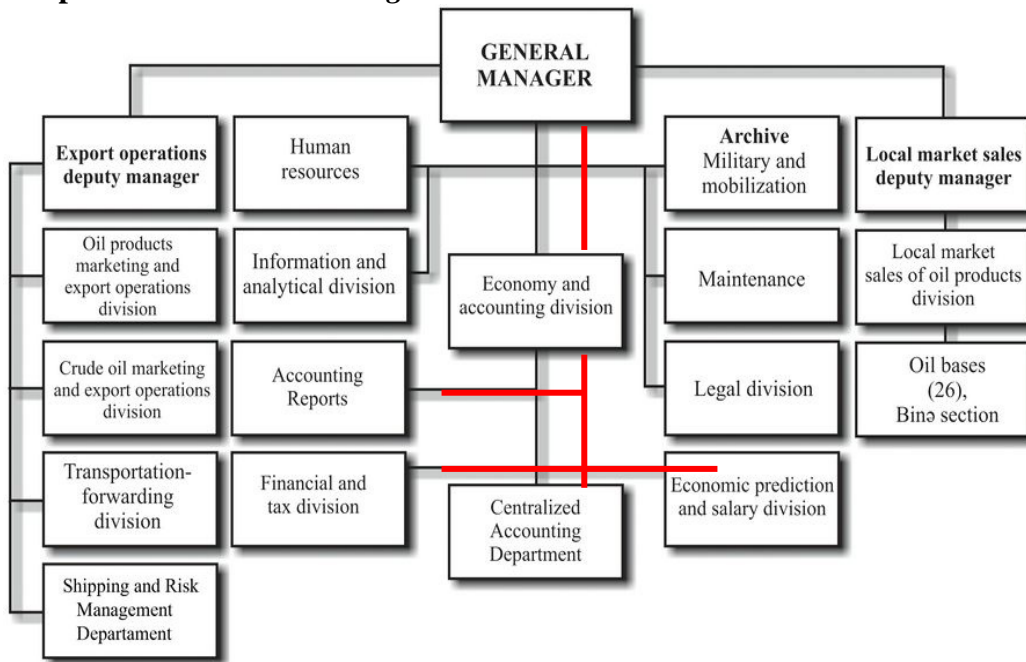 GENERAL
MANAGER
Export operations
deputy manager
Human
resources
Archive
Military and
mobilization
Local market sales
deputy manager
Oil products
marketing and
export operations
division
Information and
analytical division
Economy and
accounting division
Maintenance
Local market
sales of oil products
division
Crude oil marketing
and export operations
division
Accounting
Reports
Legal division
Oil bases
(26),
Binə section
Transportation-
forwarding
division
Financial and
tax division
Centralized
Accounting
Department
Economic prediction
and salary division
Shipping and Risk
Management
Departament